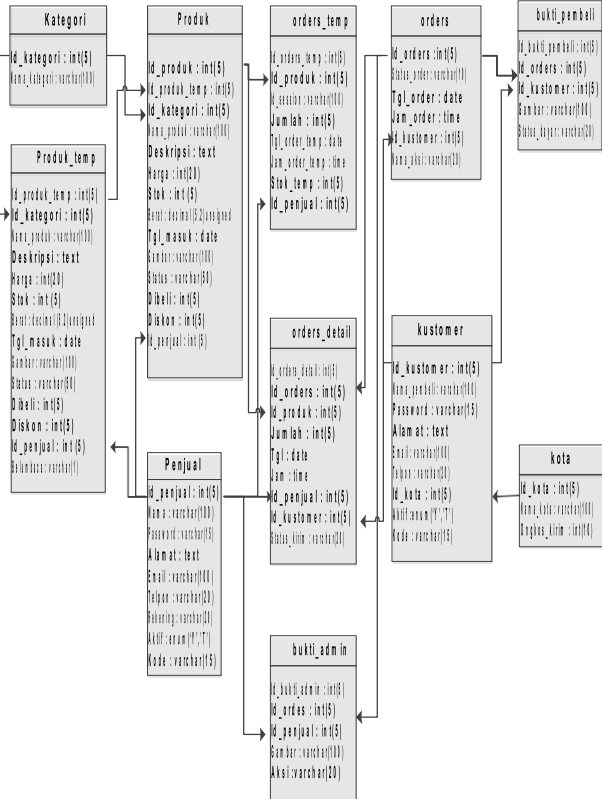 Kategori
Id_kategori : int(5)
Nama_kategori : varchar(100)
Produk_temp
Id_produk_temp : int(5)
Id_kategori : int(5)
Nama_produk : varchar(100)
Deskripsi : text
Harga : int(20)
Stok : int (5)
Berat : decimal(5,2)unsigned
Tgl_masuk : date
Gambar : varchar(100)
Status : varchar(50)
Dibeli : int(5)
Diskon : int(5)
Id_penjual : int (5)
Belumbaca : varchar(1)
Produk
Id_produk : int(5)
Id_produk_temp : int(5)
Id_kategori : int(5)
Nama_produk : varchar(100)
Deskripsi : text
Harga : int(20)
Stok : int (5)
Berat : decimal(5,2)unsigned
Tgl_masuk : date
Gambar : varchar(100)
Status : varchar(50)
Dibeli : int(5)
Diskon : int(5)
Id_penjual : int (5)
Penjual
Id_penjual : int(5)
Nama : varchar(100)
Password : varchar(15)
Alamat : text
Email : varchar(100)
Telpon : varchar(20)
Rekening : varchar(20)
Aktif : enum('Y','T')
Kode : varchar(15)
orders_temp
Id_orders_temp : int(5)
Id_produk : int(5)
Id_session : varchar(100)
Jumlah : int(5)
Tgl_order_temp : date
Jam_order_temp : time
Stok_temp : int(5)
Id_penjual : int(5)
orders_detail
Id_orders_detail : int(5)
Id_orders : int(5)
Id_produk : int(5)
Jumlah : int(5)
Tgl : date
Jam : time
Id_penjual : int(5)
Id_kustomer : int(5)
Status_kirim : varchar(20)
bukti_admin
Id_bukti_admin : int(5)
Id_ordes : int(5)
Id_penjual : int(5)
Gambar : varchar(100)
Aksi : varchar(20)
orders
Id_orders : int(5)
Status_order : varchar(10)
Tgl_order : date
Jam_order : time
Id_kustomer : int(5)
Nama_aksi : varchar(20)
kustomer
Id_kustomer : int(5)
Nama_pembeli : varchar(100)
Password : varchar(15)
Alamat : text
Email : varchar(100)
Telpon : varchar(20)
Id_kota : int(5)
Aktif : enum('Y','T')
Kode : varchar(15)
bukti_pembeli
Id_bukti_pembeli : int(5)
Id_orders : int(5)
Id_kustomer : int(5)
Gambar : varchar(100)
Status_bayar : varchar(20)
kota
Id_kota : int(5)
Nama_kota : varchar(100)
Ongkos_kirim : int(10)